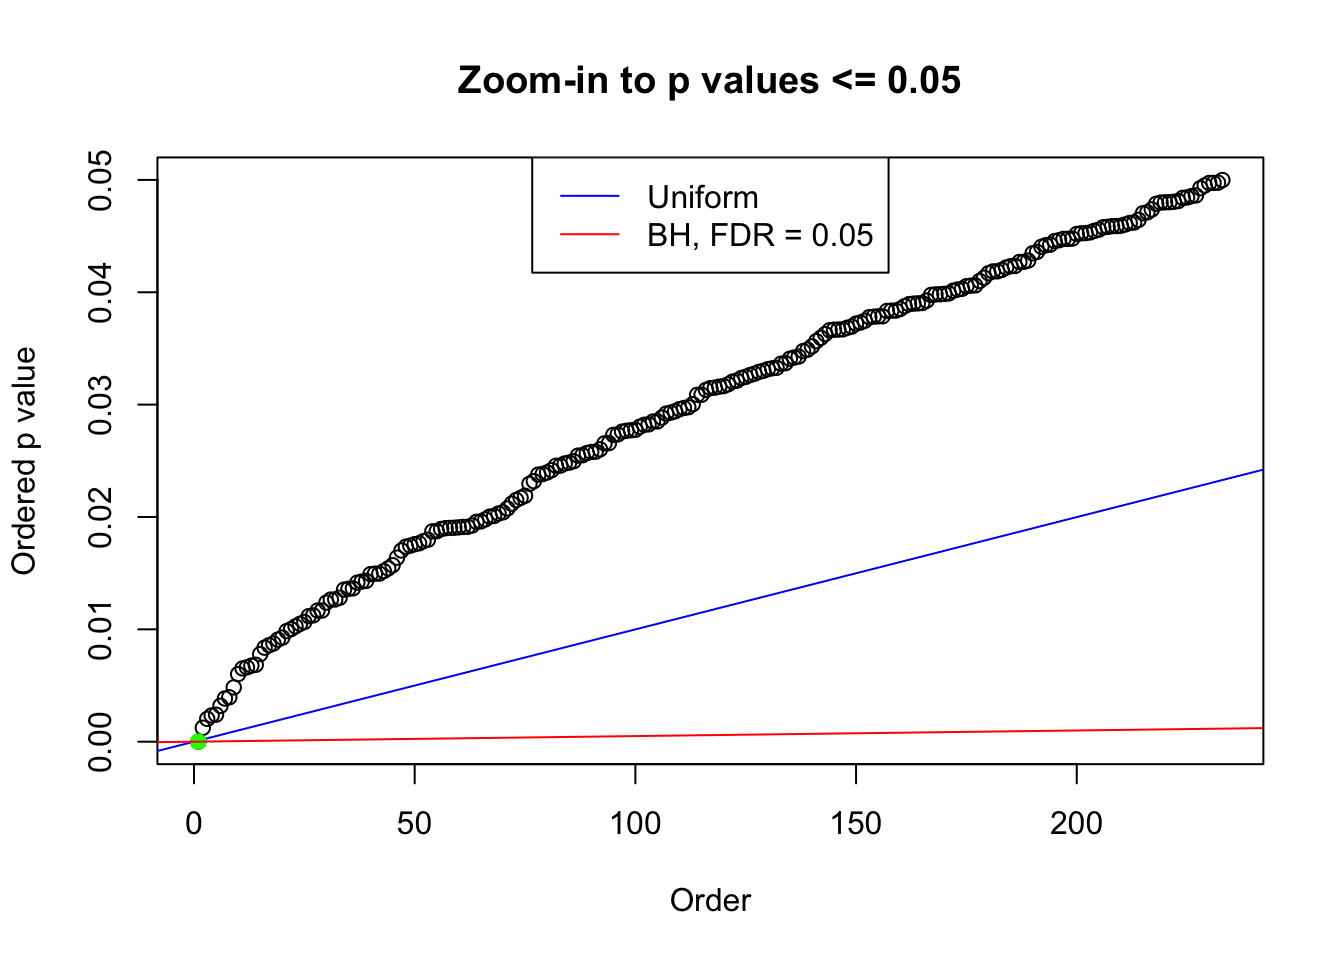 Zoom-in to p values <= 0.05
Uniform
BH, FDR = 0.05
Ordered p value
0.05
0.04
0.03
0.02
0.01
0.00
0 50 100 150 200
Order